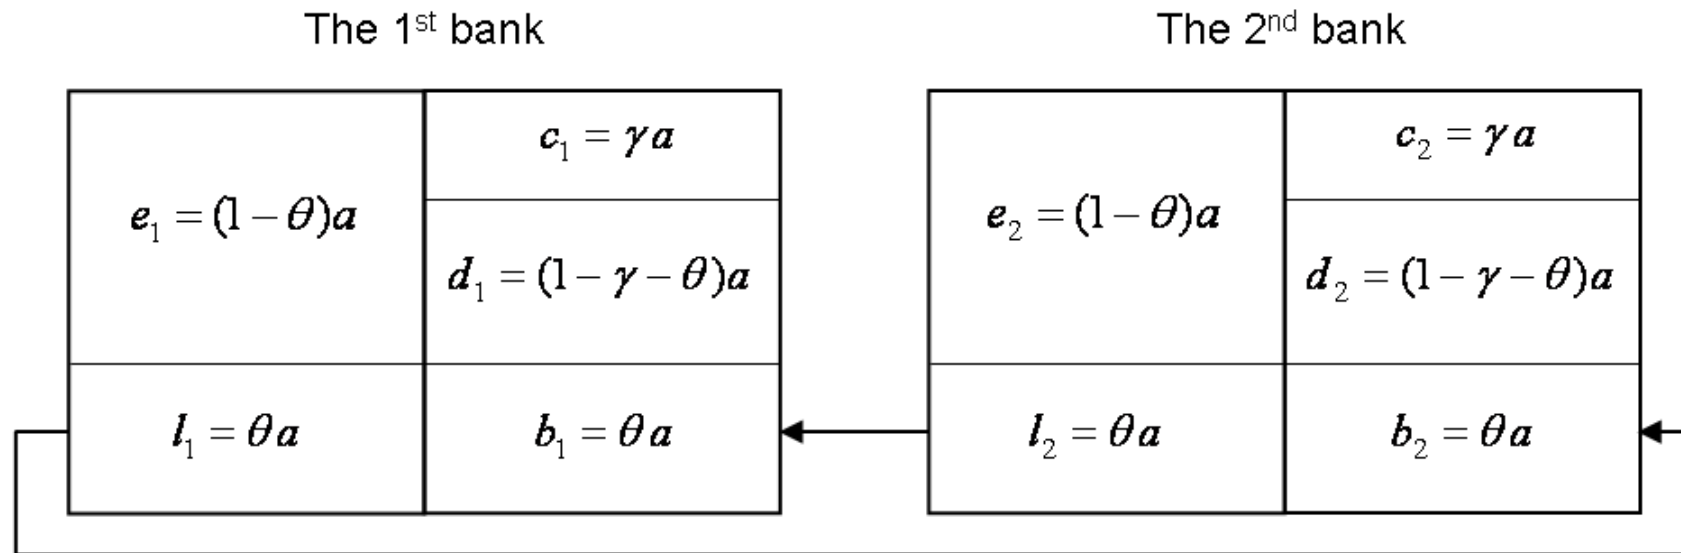 The 1st bank
The 2nd bank
c₁ = γa
c₂ = γa
e₁ = (1 − θ)a
e₂ = (1 − θ)a
d₁ = (1 − γ − θ)a
d₂ = (1 − γ − θ)a
l₁ = θa
b₁ = θa
l₂ = θa
b₂ = θa